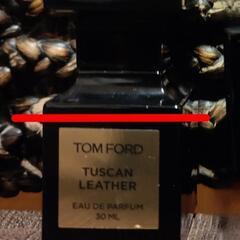 TOM FORD
TUSCAN
LEATHER
EAU DE PARFUM
30 ML